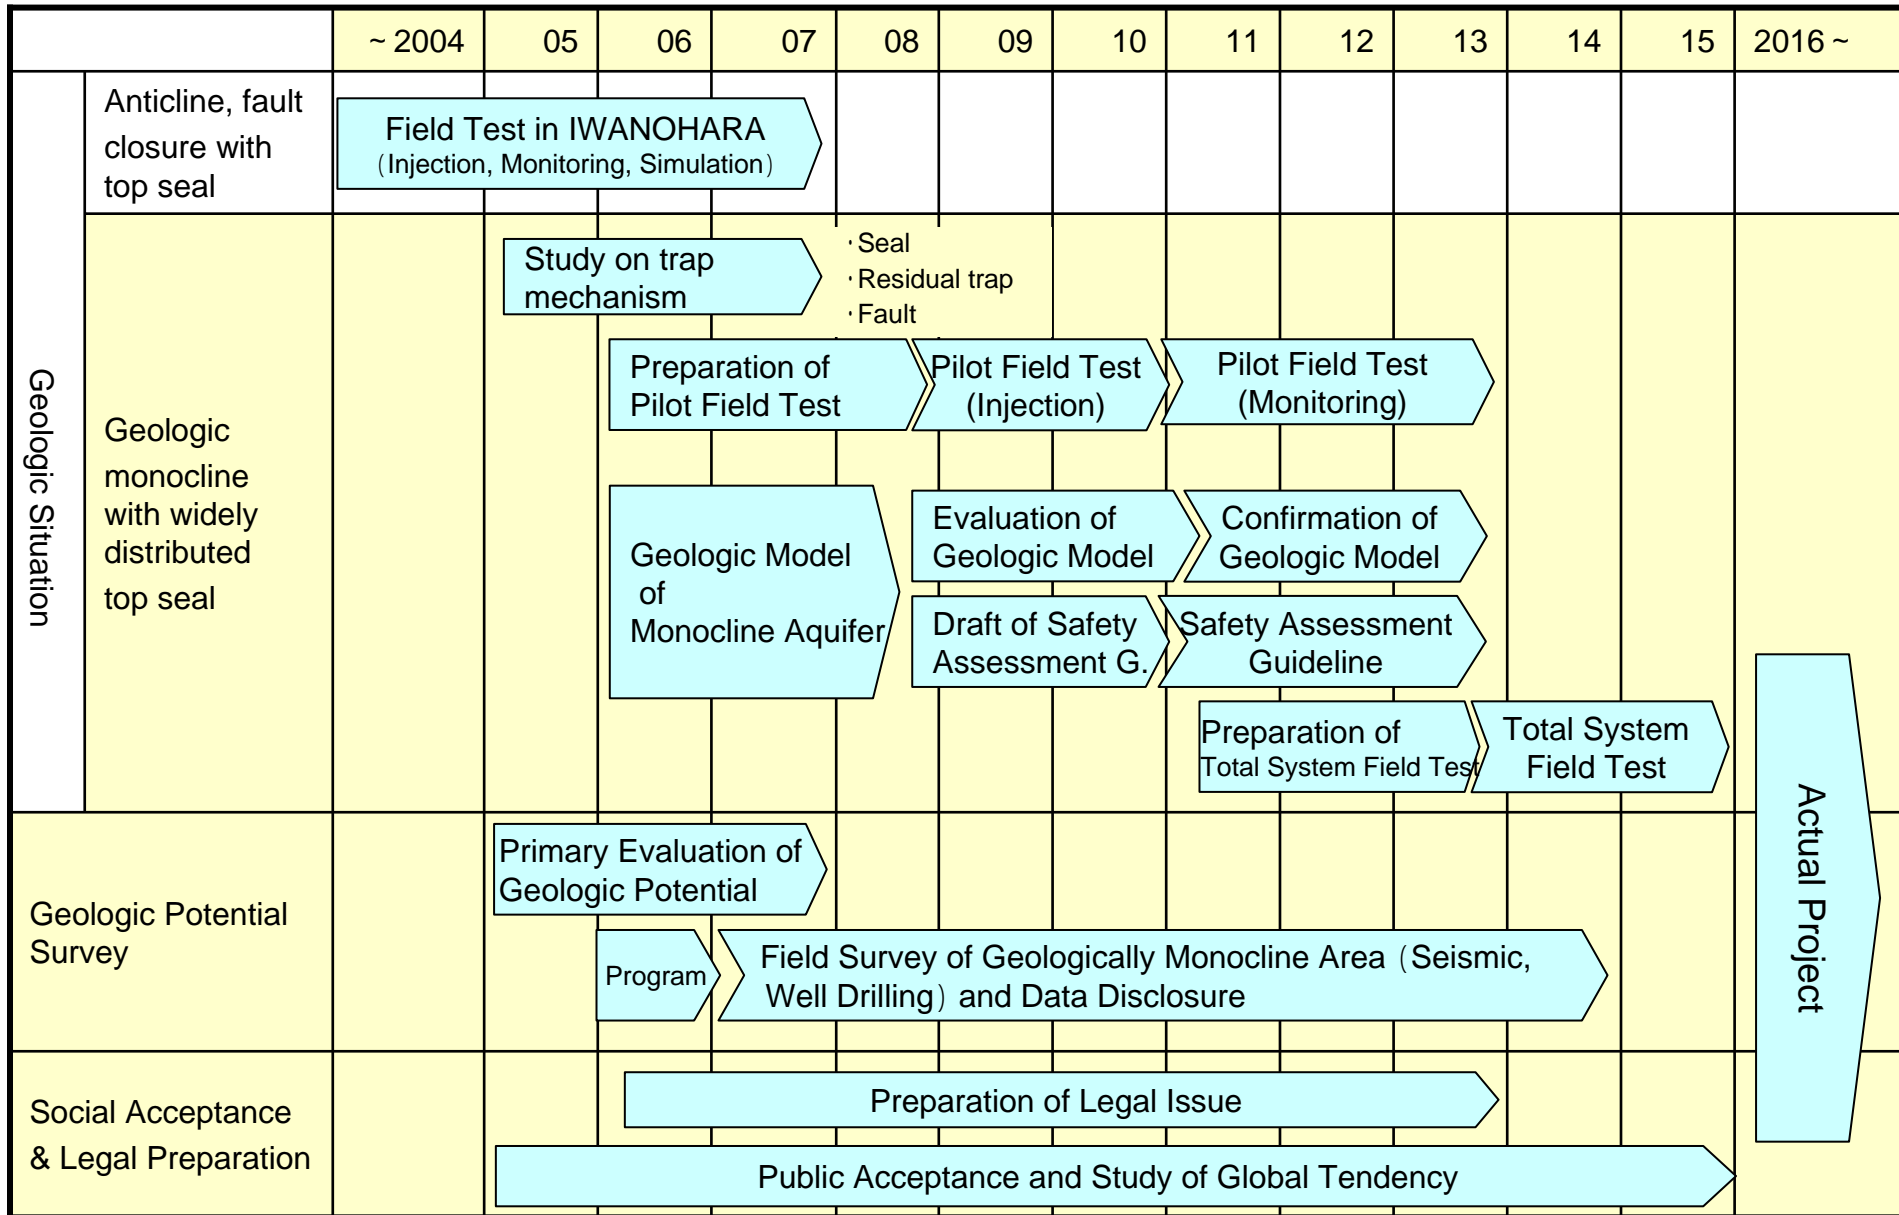 ~ 2004 05 06 07 08 09 10 11 12 13 14 15 2016 ~
Geologic Situation
Anticline, fault
closure with
top seal
Field Test in IWANOHARA
(Injection, Monitoring, Simulation)
Geologic
monocline
with widely
distributed
top seal
Study on trap
mechanism
・Seal
・Residual trap
・Fault
Preparation of
Pilot Field Test
Pilot Field Test
(Injection)
Pilot Field Test
(Monitoring)
Geologic Model
of
Monocline Aquifer
Evaluation of
Geologic Model
Confirmation of
Geologic Model
Draft of Safety
Assessment G.
Safety Assessment
Guideline
Preparation of
Total System Field Test
Total System
Field Test
Actual Project
Geologic Potential
Survey
Primary Evaluation of
Geologic Potential
Program
Field Survey of Geologically Monocline Area (Seismic,
Well Drilling) and Data Disclosure
Social Acceptance
& Legal Preparation
Preparation of Legal Issue
Public Acceptance and Study of Global Tendency